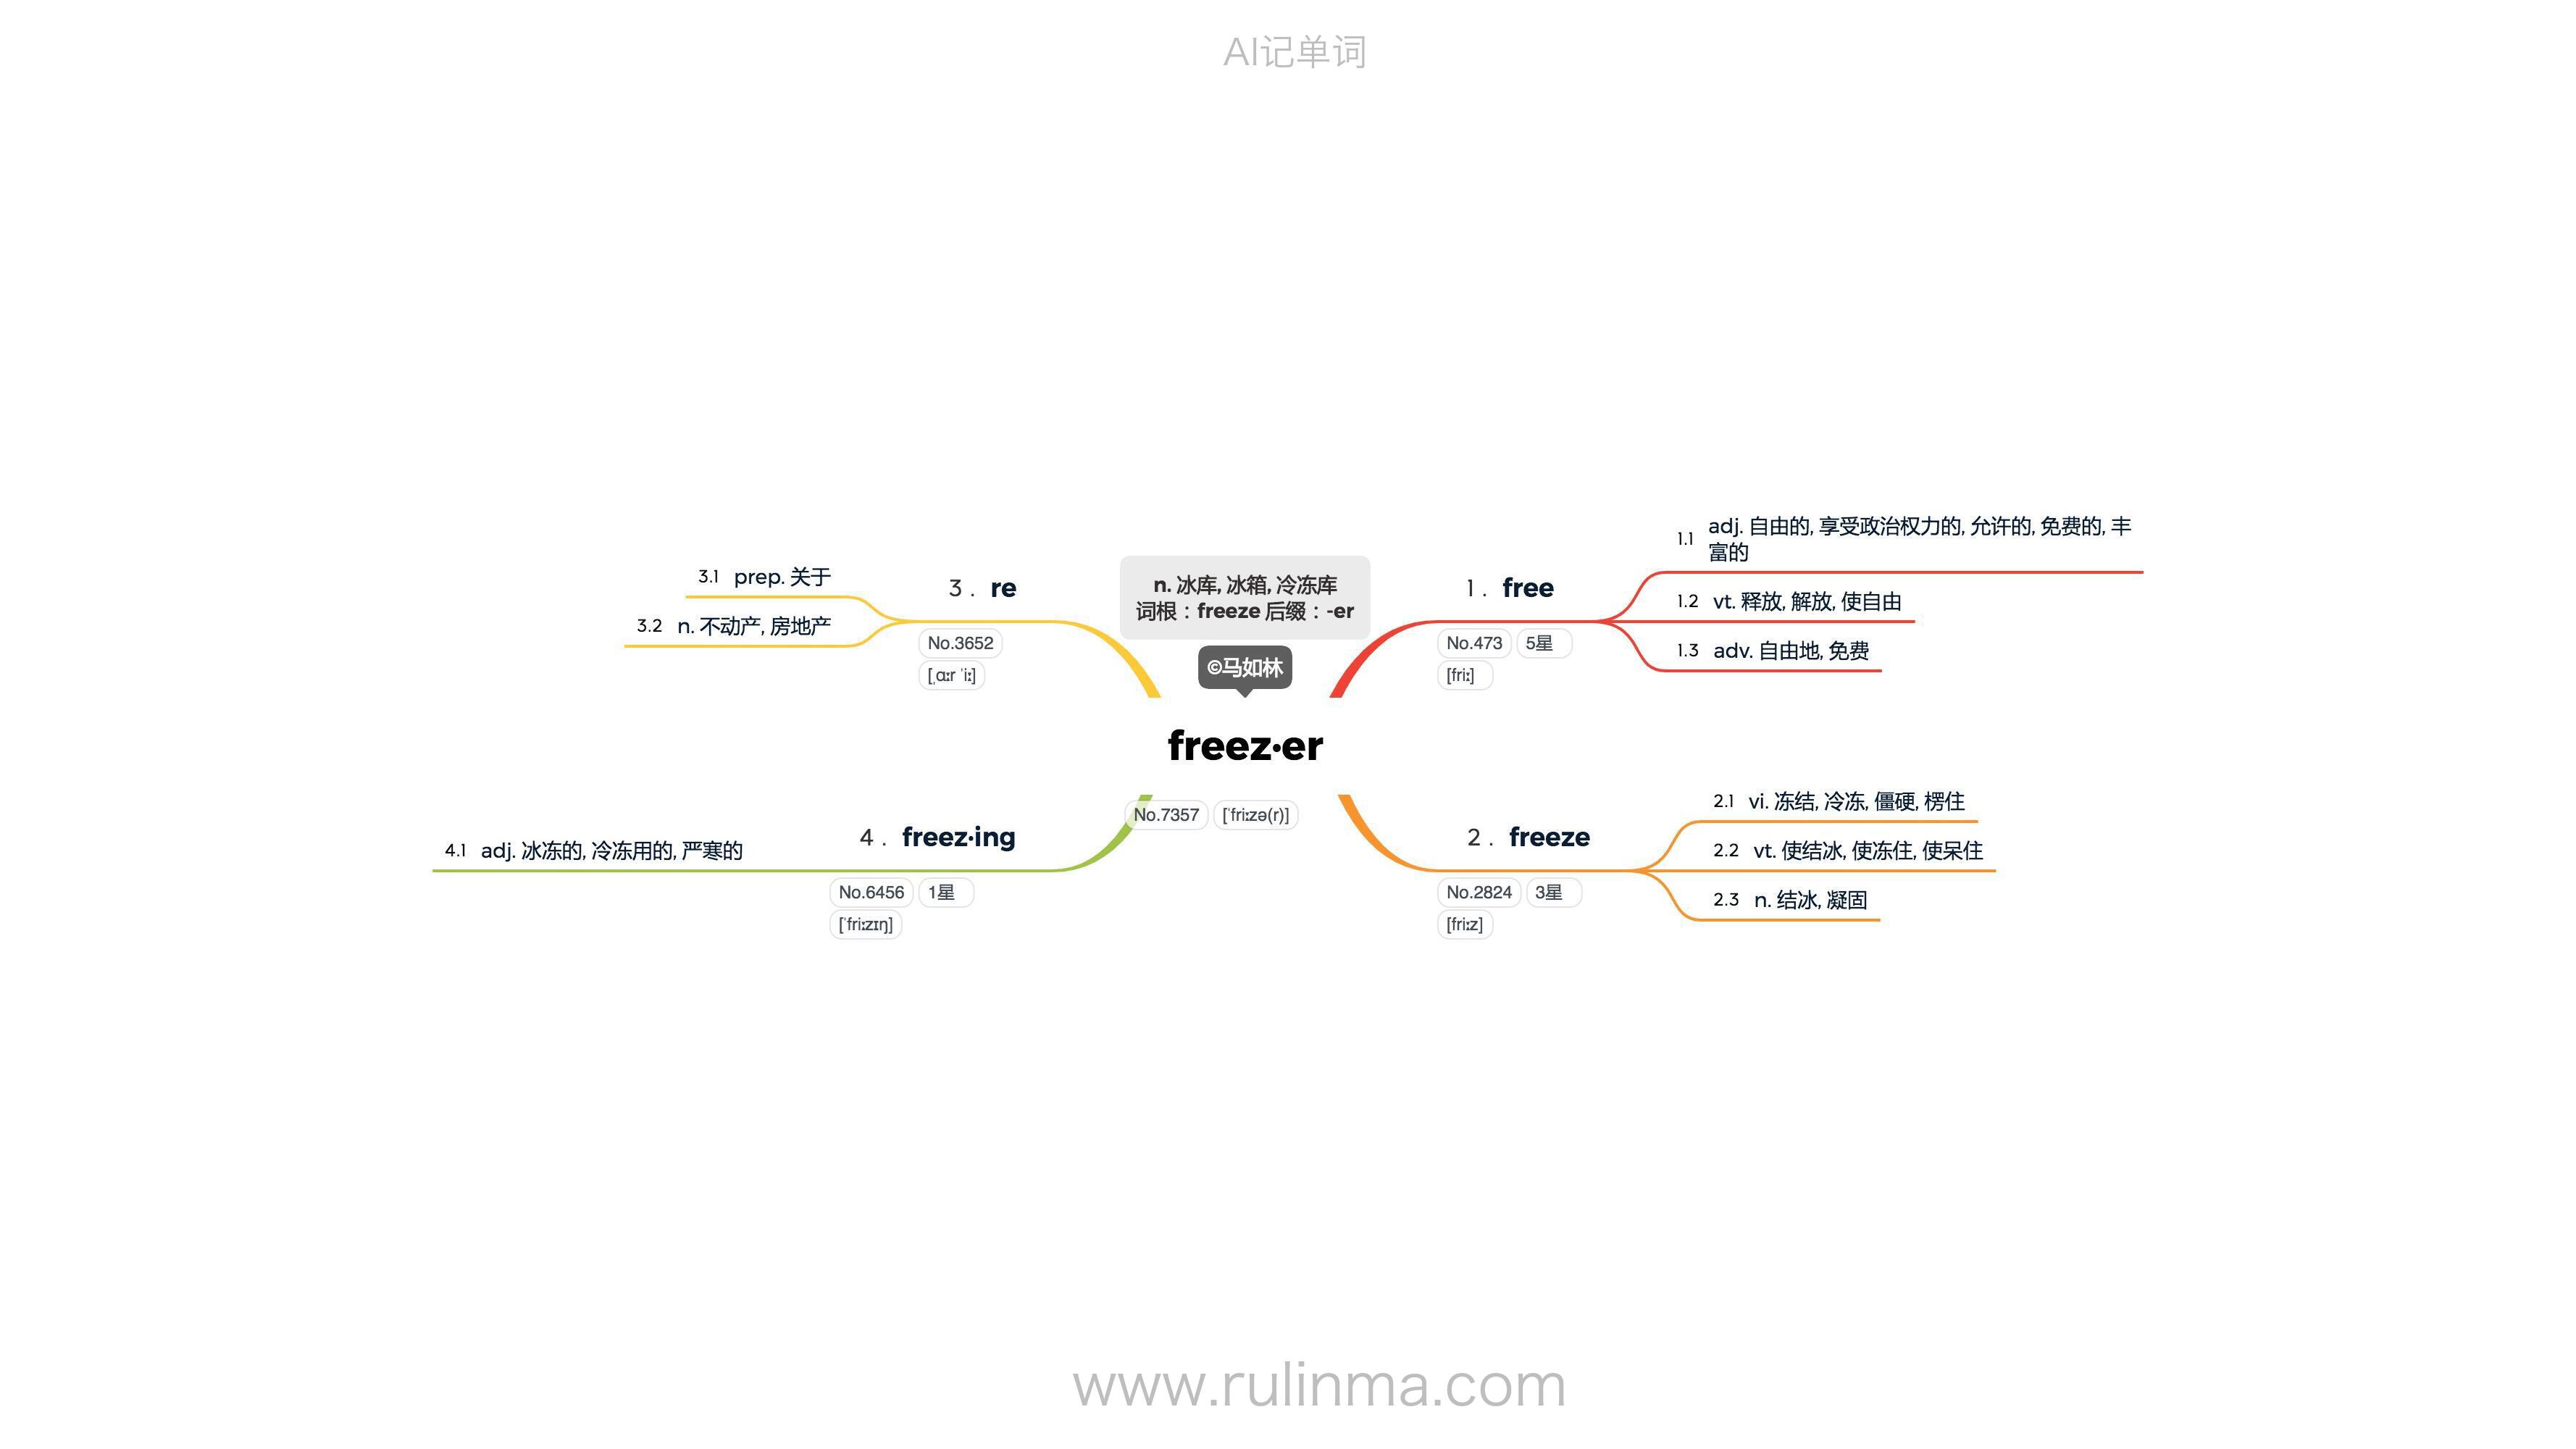 AI记单词
n. 冰库, 冰箱, 冷冻库
词根：freeze 后缀：-er
©马如林
freez·er
No.7357 [ˈfriːzə(r)]
1. free
No.473 5星
[friː]
1.1 adj. 自由的, 享受政治权力的, 允许的, 免费的, 丰
富的
1.2 vt. 释放, 解放, 使自由
1.3 adv. 自由地, 免费
2. freeze
No.2824 3星
[friːz]
2.1 vi. 冻结, 冷冻, 僵硬, 楞住
2.2 vt. 使结冰, 使冻住, 使呆住
2.3 n. 结冰, 凝固
3. re
No.3652
[ˌɑːr ˈiː]
3.1 prep. 关于
3.2 n. 不动产, 房地产
4. freez·ing
No.6456 1星
[ˈfriːzɪŋ]
4.1 adj. 冰冻的, 冷冻用的, 严寒的
www.rulinma.com